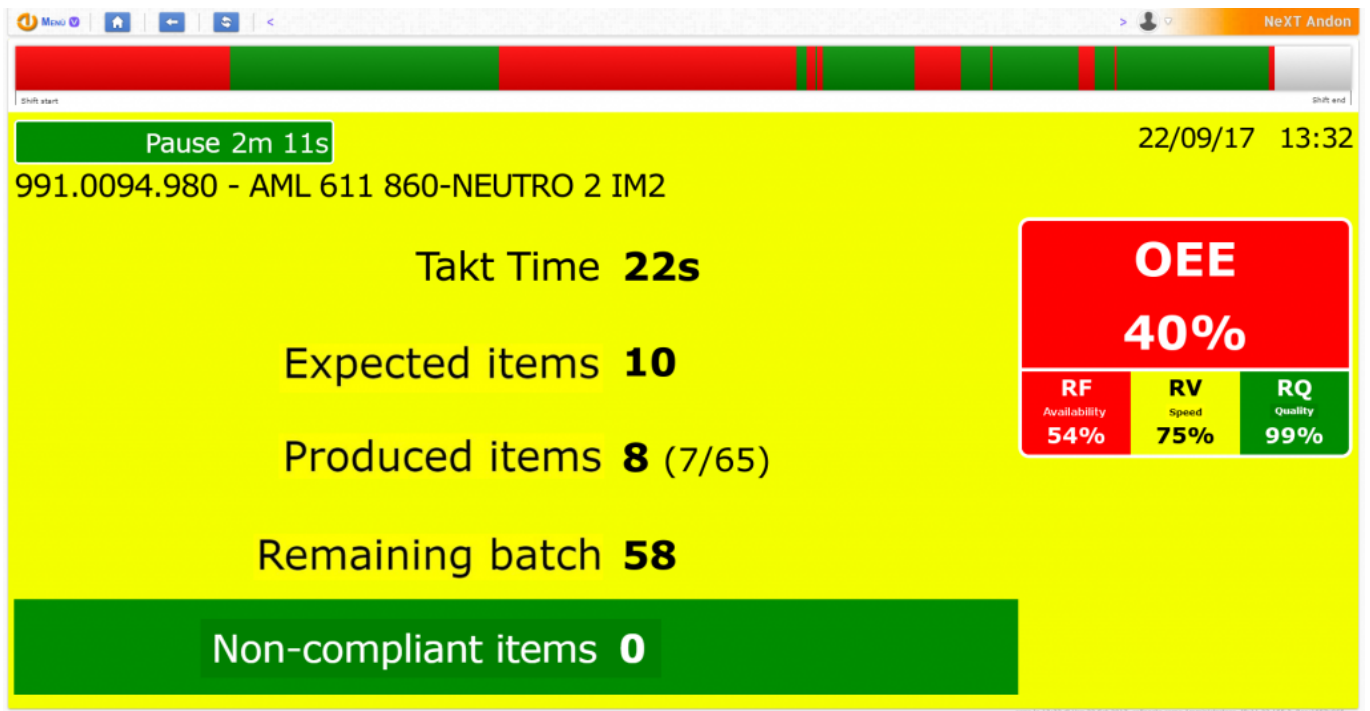 MENÙ V < > NeXT Andon
Shift start Shift end
Pause 2m 11s
22/09/17 13:32
991.0094.980 - AML 611 860-NEUTRO 2 IM2
Takt Time 22s
Expected items 10
Produced items 8 (7/65)
Remaining batch 58
Non-compliant items 0
OEE
40%
RF RV RQ
Availability Speed Quality
54% 75% 99%